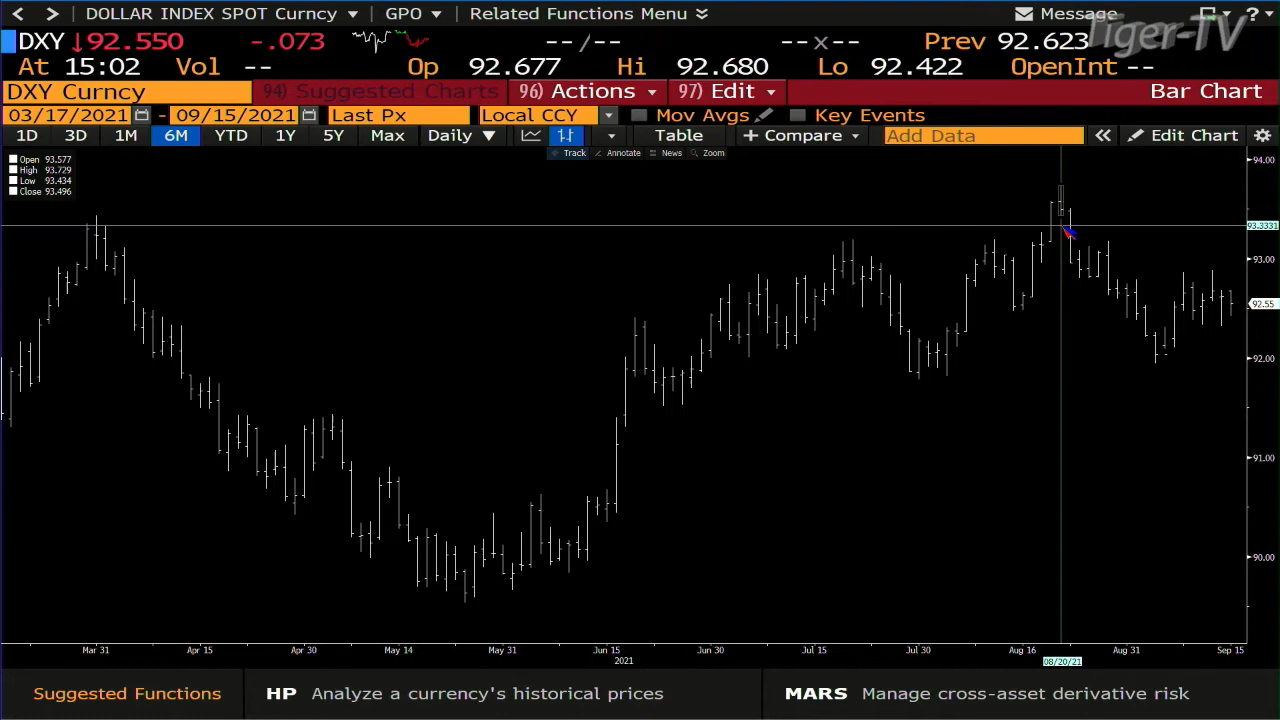 < > DOLLAR INDEX SPOT Curncy GPO Related Functions Menu Message ?
DXY ↓92.550 -.073 --/-- --x-- Prev 92.623 Tiger-TV
At 15:02 Vol -- Op 92.677 Hi 92.680 Lo 92.422 OpenInt --
DXY Curncy 94) Suggested Charts 96) Actions 97) Edit Bar Chart
03/17/2021 - 09/15/2021 Last Px Local CCY Mov Avgs Key Events
1D 3D 1M 6M YTD 1Y 5Y Max Daily Table + Compare Add Data « Edit Chart
Track Annotate News Zoom
Open 93.577
High 93.729
Low 93.434
Close 93.496
94.00
93.3331
93.00
92.55
92.00
91.00
90.00
Mar 31 Apr 15 Apr 30 May 14 May 31 Jun 15 Jun 30 Jul 15 Jul 30 Aug 16 Aug 31 Sep 15
2021 08/20/21
Suggested Functions HP Analyze a currency's historical prices MARS Manage cross-asset derivative risk